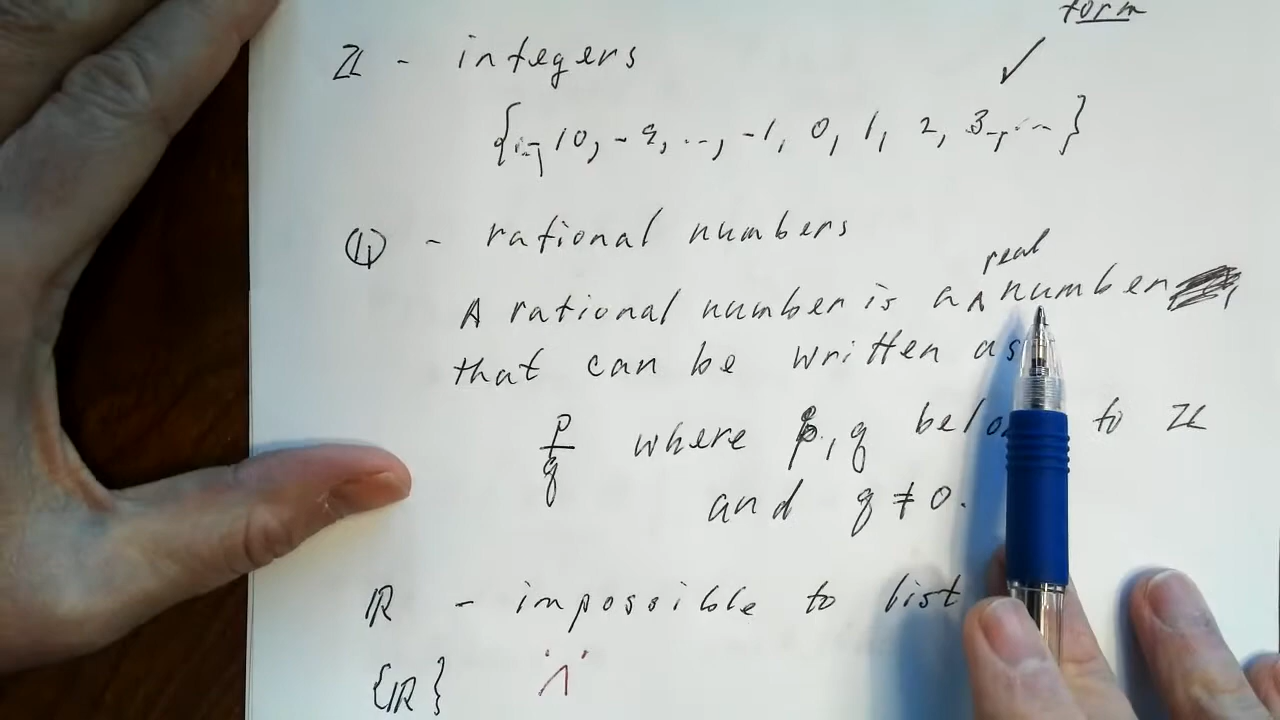 form
ℤ - integers
{..., -10, -9, ..., -1, 0, 1, 2, 3, ...}
ℚ - rational numbers
real
A rational number is a ∧ number,
that can be written as
p/q where p, q belong to ℤ
and q ≠ 0.
ℝ - impossible to list
{ℝ}